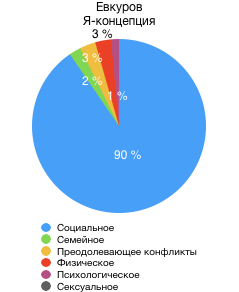 Евкуров
Я-концепция
3 %
3 %
2 %
1 %
90 %
Социальное
Семейное
Преодолевающее конфликты
Физическое
Психологическое
Сексуальное